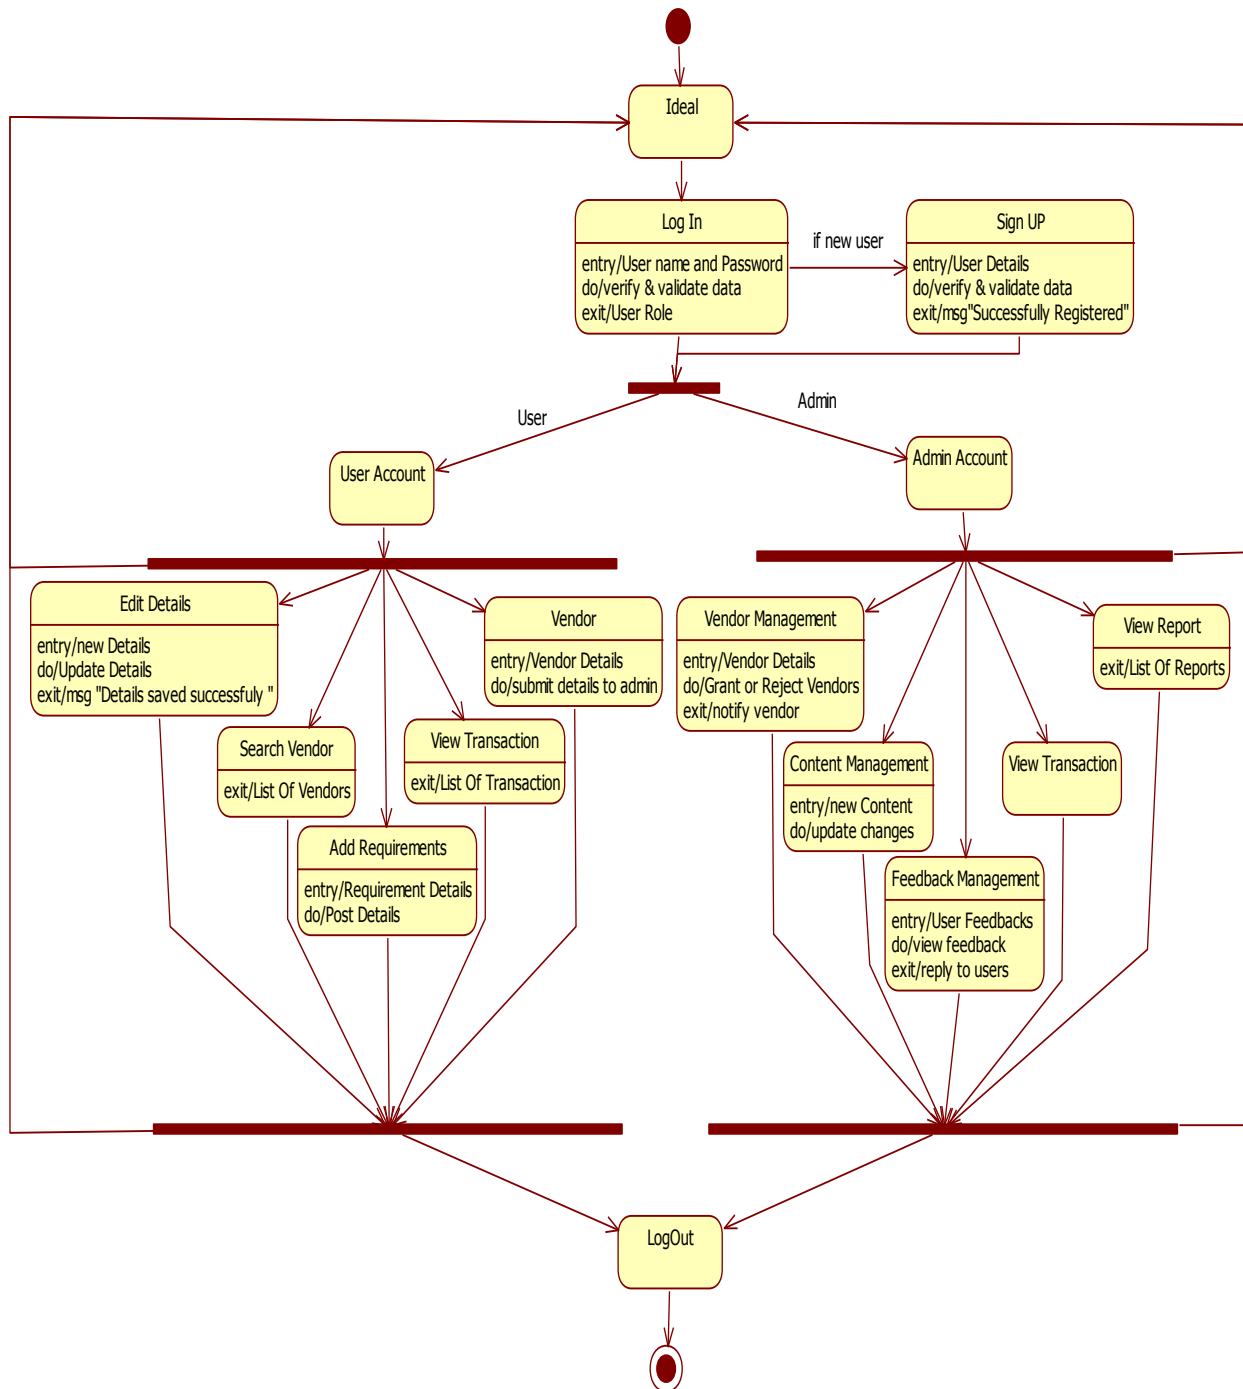 Ideal
Log In
entry/User name and Password
do/verify & validate data
exit/User Role
if new user
Sign UP
entry/User Details
do/verify & validate data
exit/msg"Successfully Registered"
User
Admin
User Account
Admin Account
Edit Details
entry/new Details
do/Update Details
exit/msg "Details saved successfuly "
Search Vendor
exit/List Of Vendors
Add Requirements
entry/Requirement Details
do/Post Details
View Transaction
exit/List Of Transaction
Vendor
entry/Vendor Details
do/submit details to admin
Vendor Management
entry/Vendor Details
do/Grant or Reject Vendors
exit/notify vendor
Content Management
entry/new Content
do/update changes
Feedback Management
entry/User Feedbacks
do/view feedback
exit/reply to users
View Transaction
View Report
exit/List Of Reports
LogOut